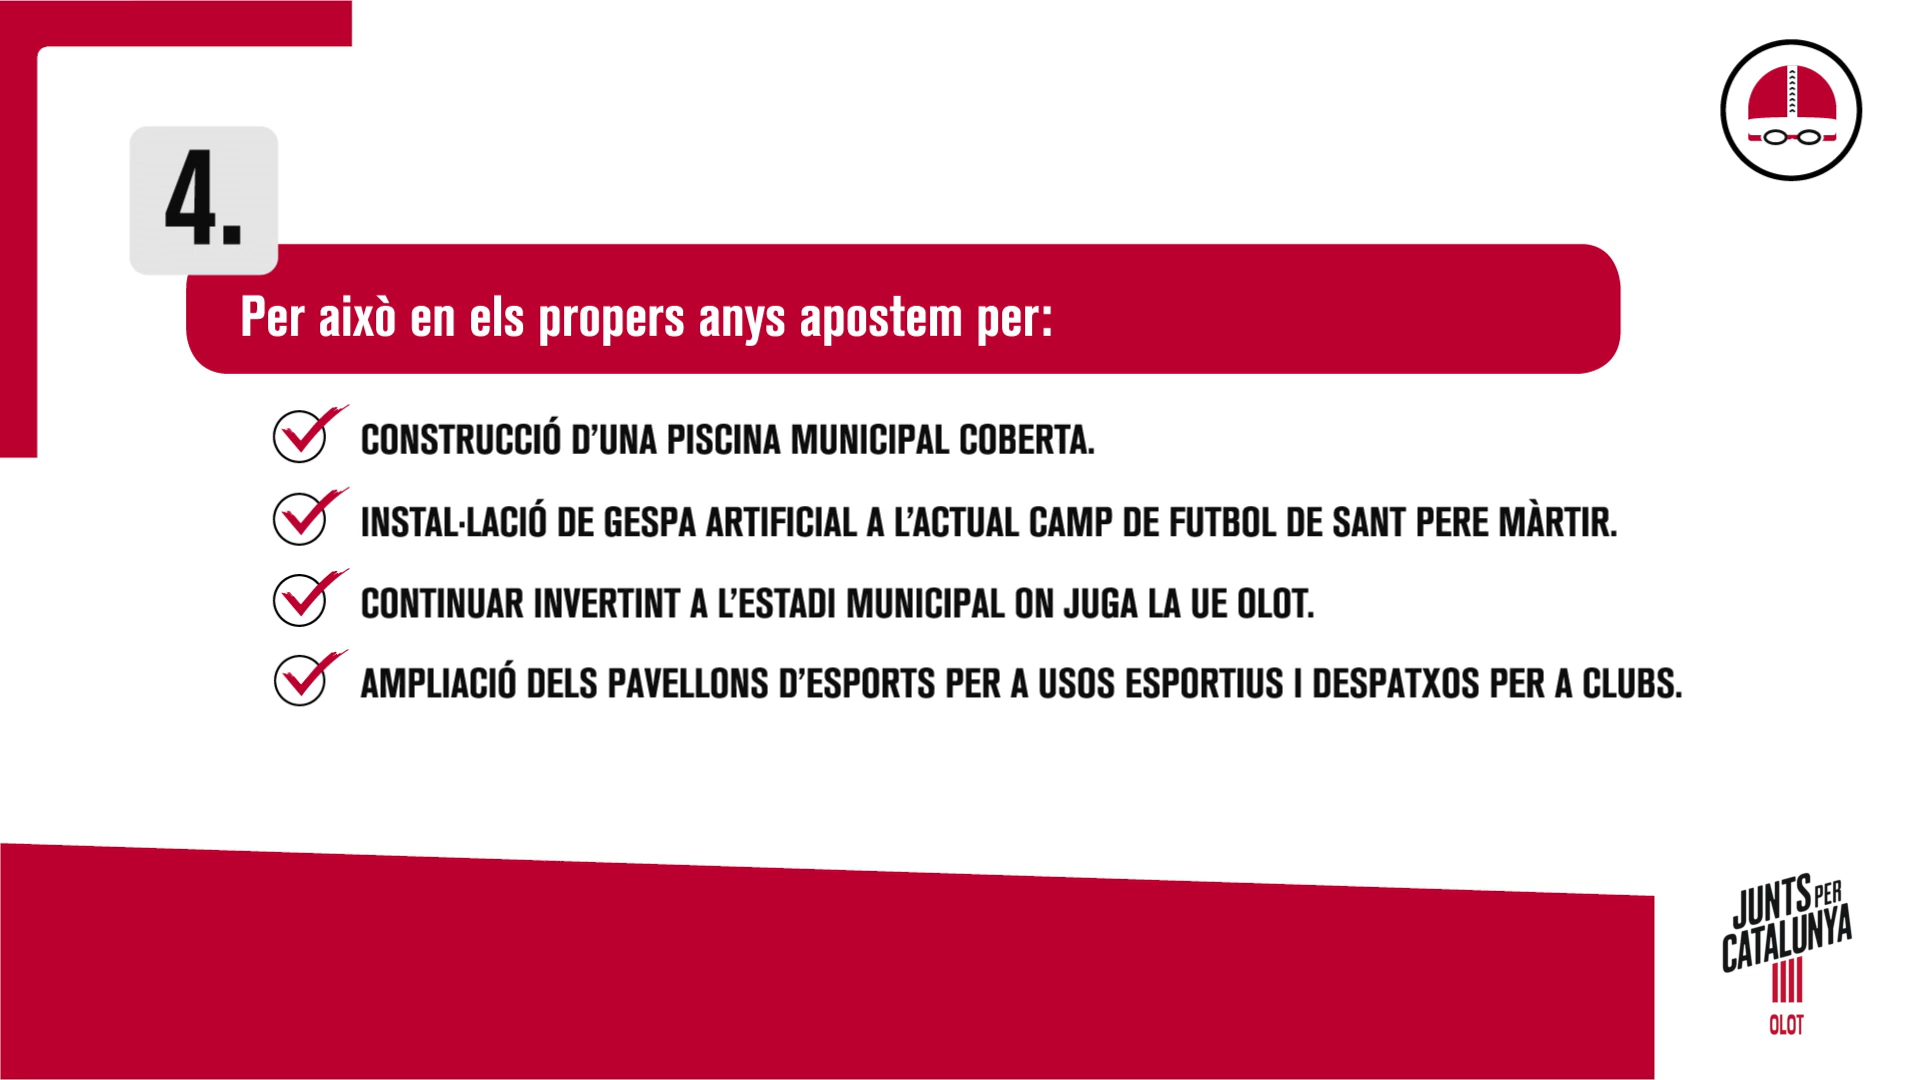 4.
Per això en els propers anys apostem per:
CONSTRUCCIÓ D’UNA PISCINA MUNICIPAL COBERTA.
INSTAL·LACIÓ DE GESPA ARTIFICIAL A L’ACTUAL CAMP DE FUTBOL DE SANT PERE MÀRTIR.
CONTINUAR INVERTINT A L’ESTADI MUNICIPAL ON JUGA LA UE OLOT.
AMPLIACIÓ DELS PAVELLONS D’ESPORTS PER A USOS ESPORTIUS I DESPATXOS PER A CLUBS.
JUNTS PER
CATALUNYA
OLOT